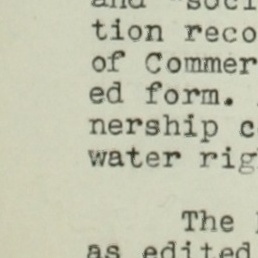 and "soci
tion reco
of Commer
ed form.
nership c
water rig
The
as edited